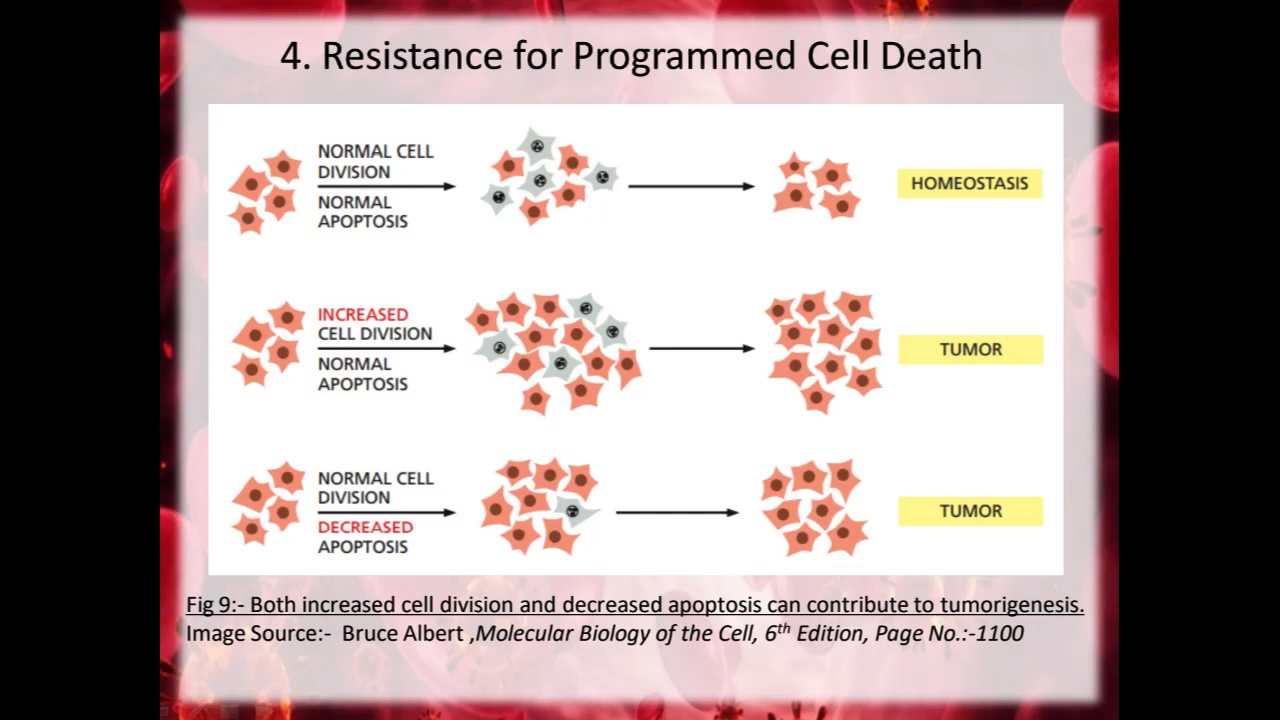 4. Resistance for Programmed Cell Death
NORMAL CELL
DIVISION
NORMAL
APOPTOSIS
HOMEOSTASIS
INCREASED
CELL DIVISION
NORMAL
APOPTOSIS
TUMOR
NORMAL CELL
DIVISION
DECREASED
APOPTOSIS
TUMOR
Fig 9:- Both increased cell division and decreased apoptosis can contribute to tumorigenesis.
Image Source:- Bruce Albert ,Molecular Biology of the Cell, 6th Edition, Page No.:-1100